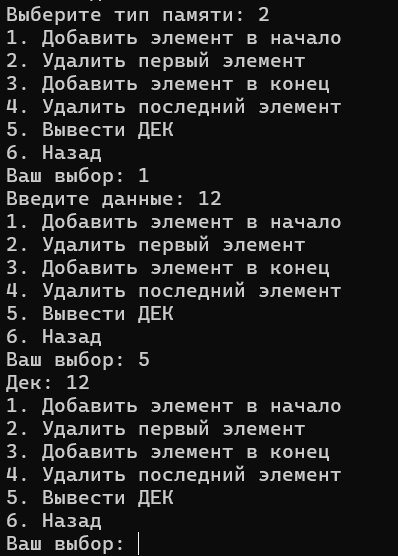 Выберите тип памяти: 2
1. Добавить элемент в начало
2. Удалить первый элемент
3. Добавить элемент в конец
4. Удалить последний элемент
5. Вывести ДЕК
6. Назад
Ваш выбор: 1
Введите данные: 12
1. Добавить элемент в начало
2. Удалить первый элемент
3. Добавить элемент в конец
4. Удалить последний элемент
5. Вывести ДЕК
6. Назад
Ваш выбор: 5
Дек: 12
1. Добавить элемент в начало
2. Удалить первый элемент
3. Добавить элемент в конец
4. Удалить последний элемент
5. Вывести ДЕК
6. Назад
Ваш выбор: